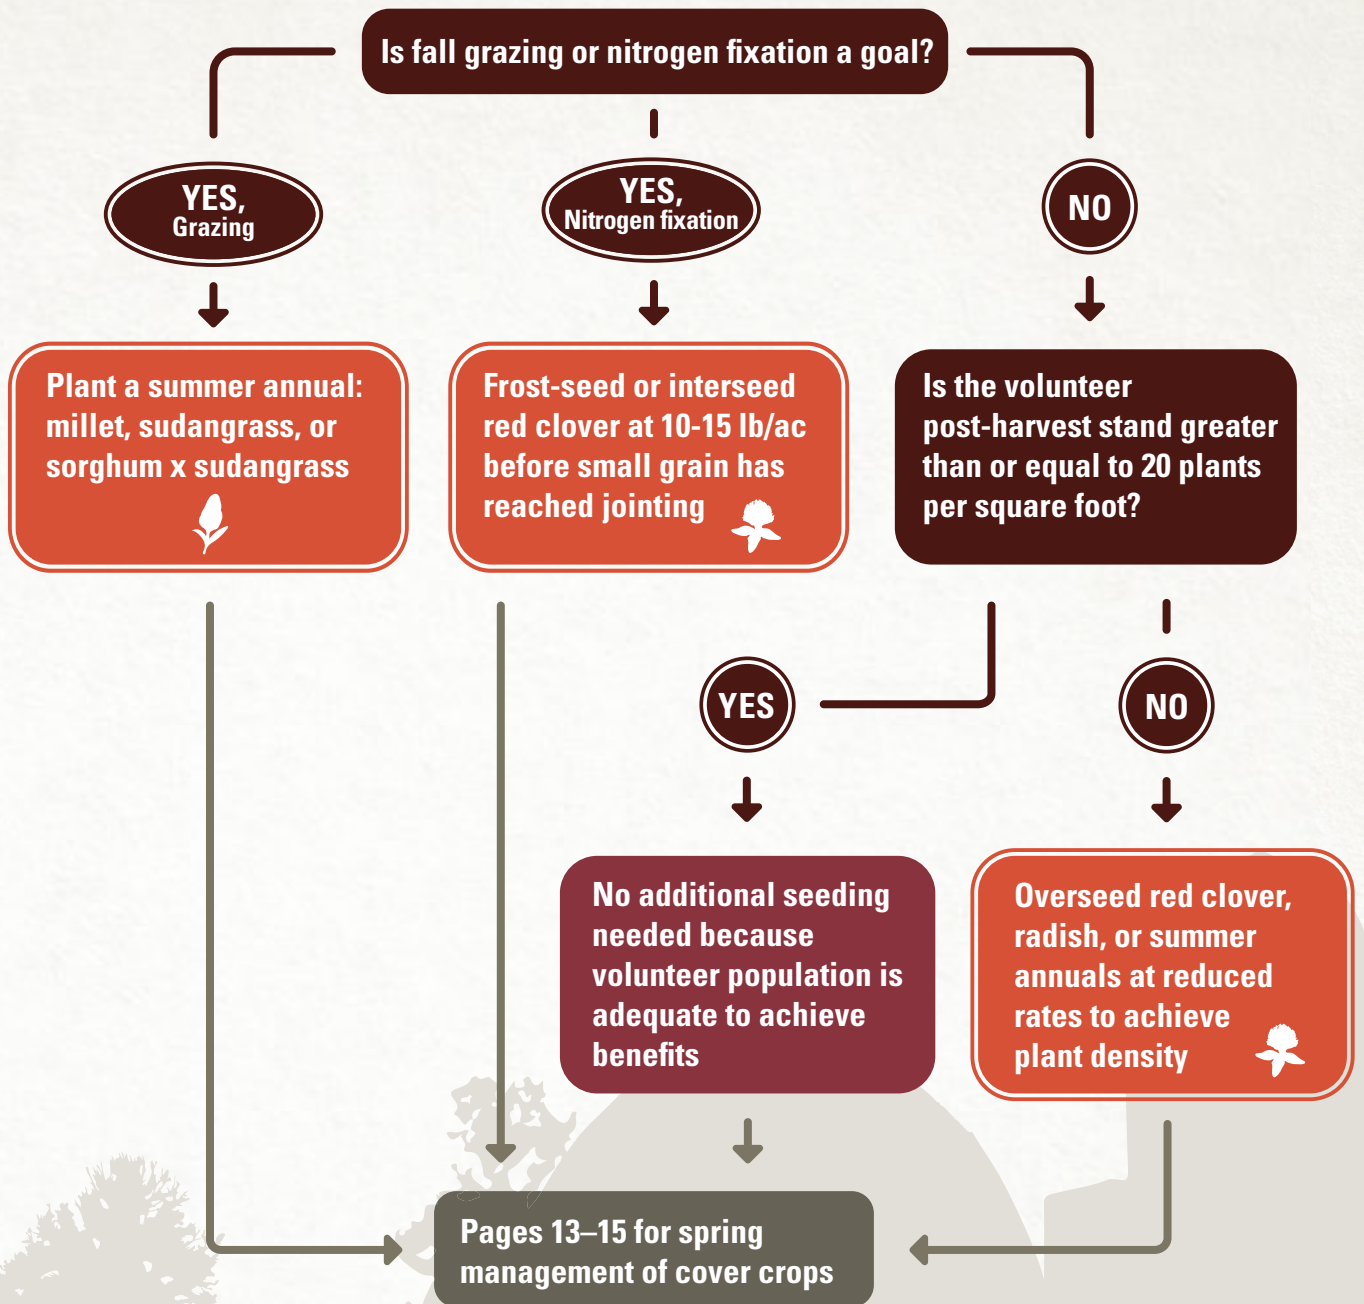 Is fall grazing or nitrogen fixation a goal?
YES,
Grazing
YES,
Nitrogen fixation
NO
Plant a summer annual:
millet, sudangrass, or
sorghum x sudangrass
Frost-seed or interseed
red clover at 10-15 lb/ac
before small grain has
reached jointing
Is the volunteer
post-harvest stand greater
than or equal to 20 plants
per square foot?
YES
NO
No additional seeding
needed because
volunteer population is
adequate to achieve
benefits
Overseed red clover,
radish, or summer
annuals at reduced
rates to achieve
plant density
Pages 13–15 for spring
management of cover crops